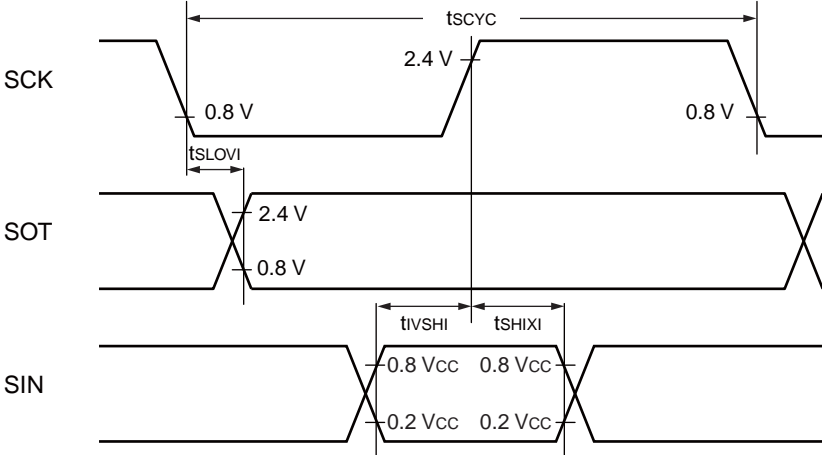 tSCYC
SCK
2.4 V
0.8 V
0.8 V
tSLOVI
SOT
2.4 V
0.8 V
tIVSHI
tSHIXI
SIN
0.8 VCC
0.8 VCC
0.2 VCC
0.2 VCC